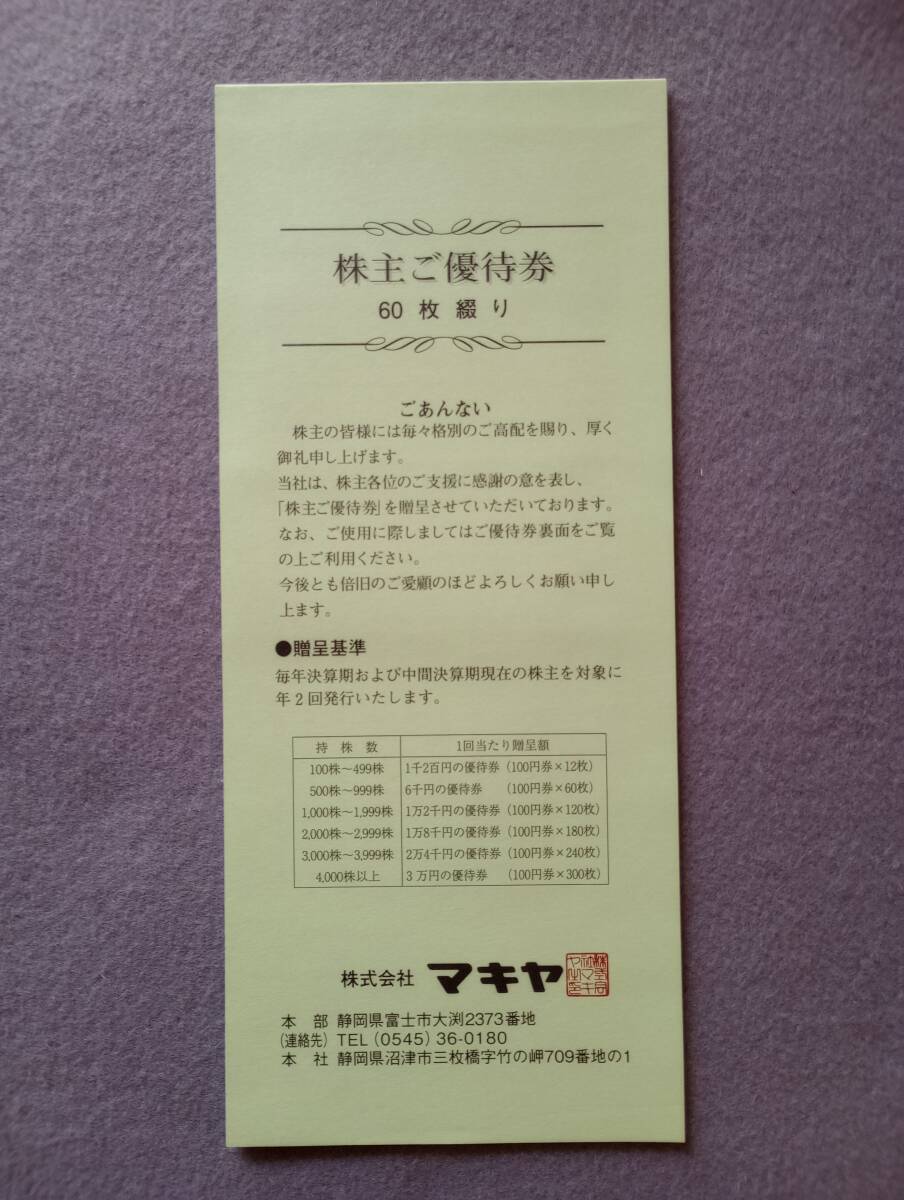 株主ご優待券
60枚綴り
ごあんない
株主の皆様には毎々格別のご高配を賜り、厚く
御礼申し上げます。
当社は、株主各位のご支援に感謝の意を表し、
「株主ご優待券」を贈呈させていただいております。
なお、ご使用に際しましてはご優待券裏面をご覧
の上ご利用ください。
今後とも倍旧のご愛顧のほどよろしくお願い申し
上ます。
●贈呈基準
毎年決算期および中間決算期現在の株主を対象に
年2回発行いたします。
持株数 1回当たり贈呈額
100株～499株 1千2百円の優待券(100円券×12枚)
500株～999株 6千円の優待券(100円券×60枚)
1,000株～1,999株 1万2千円の優待券(100円券×120枚)
2,000株～2,999株 1万8千円の優待券(100円券×180枚)
3,000株～3,999株 2万4千円の優待券(100円券×240枚)
4,000株以上 3万円の優待券(100円券×300枚)
株式会社 マキヤ
本部 静岡県富士市大渕2373番地
(連絡先) TEL(0545)36-0180
本社 静岡県沼津市三枚橋字竹の岬709番地の1